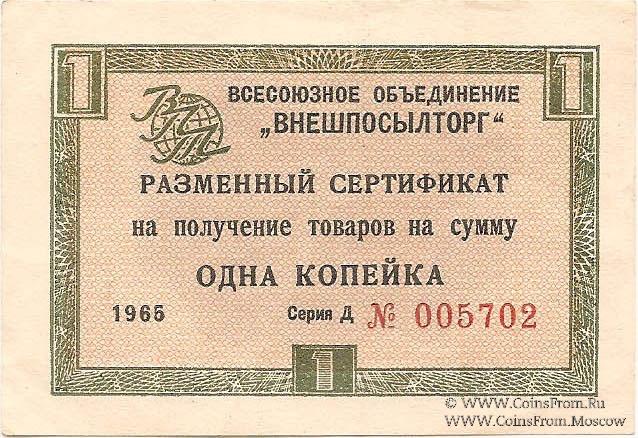 1 1
ВПТ
ВСЕСОЮЗНОЕ ОБЪЕДИНЕНИЕ
„ВНЕШПОСЫЛТОРГ“
РАЗМЕННЫЙ СЕРТИФИКАТ
на получение товаров на сумму
ОДНА КОПЕЙКА
1965 Серия Д № 005702
1
© WWW.CoinsFrom.Ru
WWW.CoinsFrom.Moscow